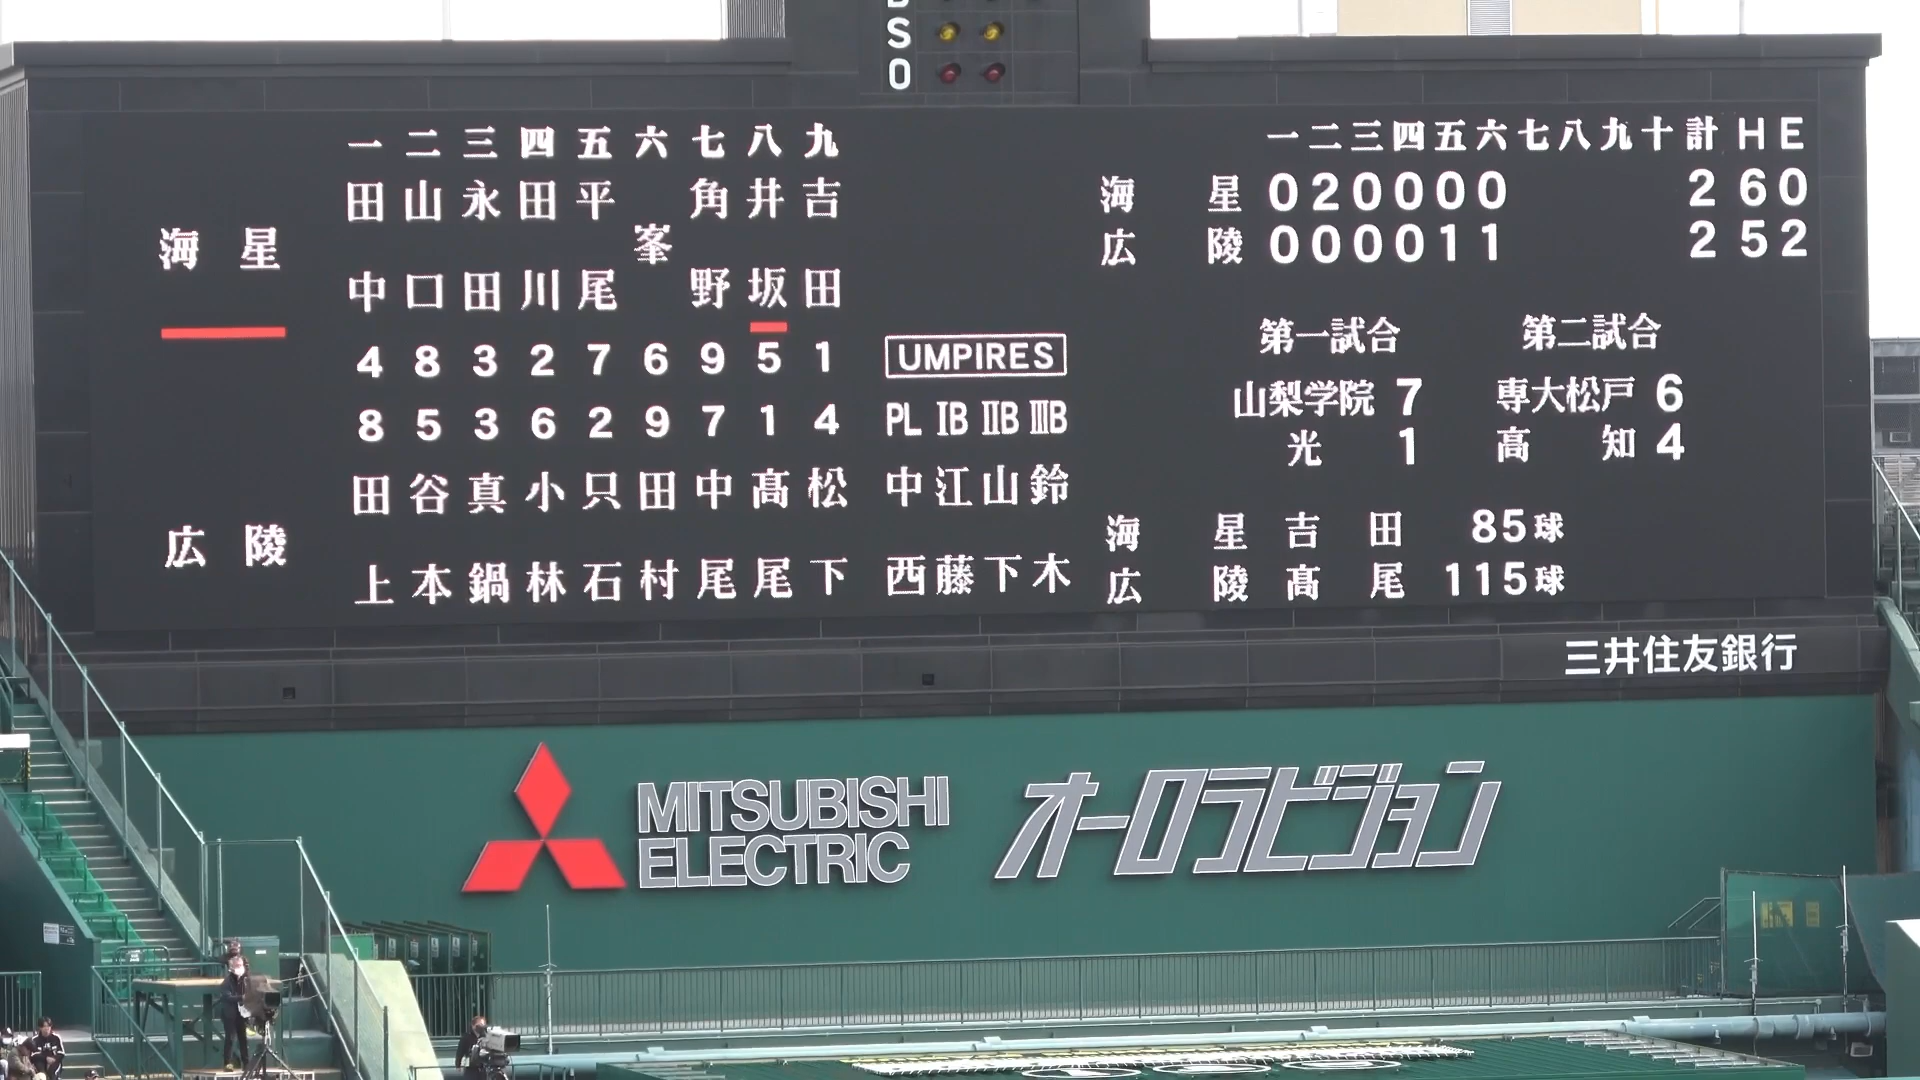 S
O
一 二 三 四 五 六 七 八 九
田中 山口 永田 田川 平尾 峯 角野 井坂 吉田
海星
4 8 3 2 7 6 9 5 1
8 5 3 6 2 9 7 1 4
広陵
田上 谷本 真鍋 小林 只石 田村 中尾 髙尾 松下
UMPIRES
PL ⅠB ⅡB ⅢB
中西 江藤 山下 鈴木
一二三四五六七八九十計 H E
海星 0 2 0 0 0 0 2 6 0
広陵 0 0 0 0 1 1 2 5 2
第一試合 第二試合
山梨学院 7 専大松戸 6
光 1 高知 4
海星 吉田 85球
広陵 髙尾 115球
三井住友銀行
MITSUBISHI
ELECTRIC
オーロラビジョン